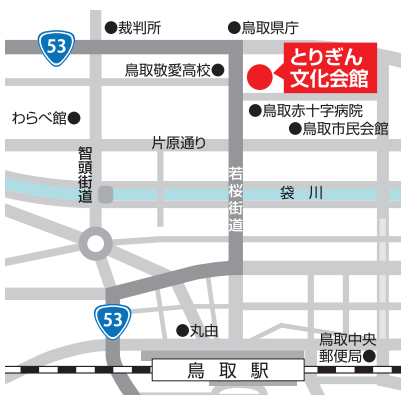 53
裁判所
鳥取県庁
とりぎん
文化会館
鳥取敬愛高校
鳥取赤十字病院
わらべ館
鳥取市民会館
片原通り
智頭街道
若桜街道
袋川
53
丸由
鳥取中央
郵便局
鳥取駅